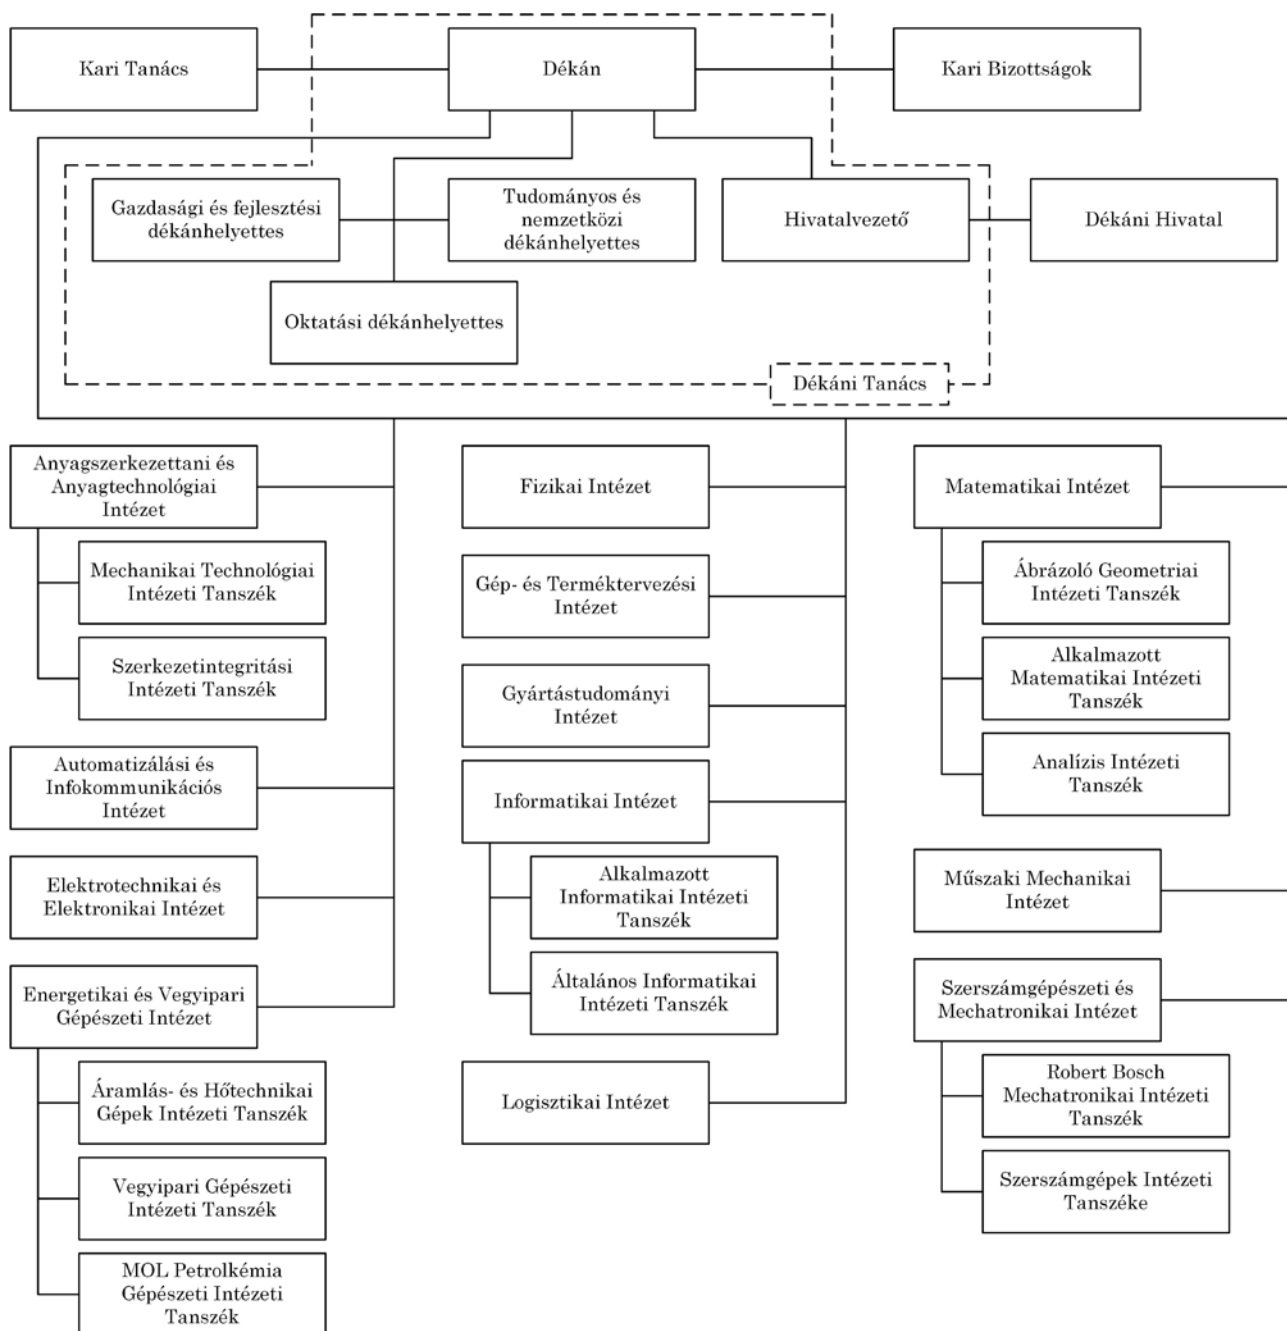 Kari Tanács
Dékán
Kari Bizottságok
Gazdasági és fejlesztési
dékánhelyettes
Tudományos és
nemzetközi
dékánhelyettes
Hivatalvezető
Dékáni Hivatal
Oktatási dékánhelyettes
Dékáni Tanács
Anyagszerkezettani és
Anyagtechnológiai
Intézet
Mechanikai Technológiai
Intézeti Tanszék
Szerkezetintegritási
Intézeti Tanszék
Automatizálási és
Infokommunikációs
Intézet
Elektrotechnikai és
Elektronikai Intézet
Energetikai és Vegyipari
Gépészeti Intézet
Áramlás- és Hőtechnikai
Gépek Intézeti Tanszék
Vegyipari Gépészeti
Intézeti Tanszék
MOL Petrolkémia
Gépészeti Intézeti
Tanszék
Fizikai Intézet
Gép- és Terméktervezési
Intézet
Gyártástudományi
Intézet
Informatikai Intézet
Alkalmazott
Informatikai Intézeti
Tanszék
Általános Informatikai
Intézeti Tanszék
Logisztikai Intézet
Matematikai Intézet
Ábrázoló Geometriai
Intézeti Tanszék
Alkalmazott
Matematikai Intézeti
Tanszék
Analízis Intézeti
Tanszék
Műszaki Mechanikai
Intézet
Szerszámgépészeti és
Mechatronikai Intézet
Robert Bosch
Mechatronikai Intézeti
Tanszék
Szerszámgépek Intézeti
Tanszéke